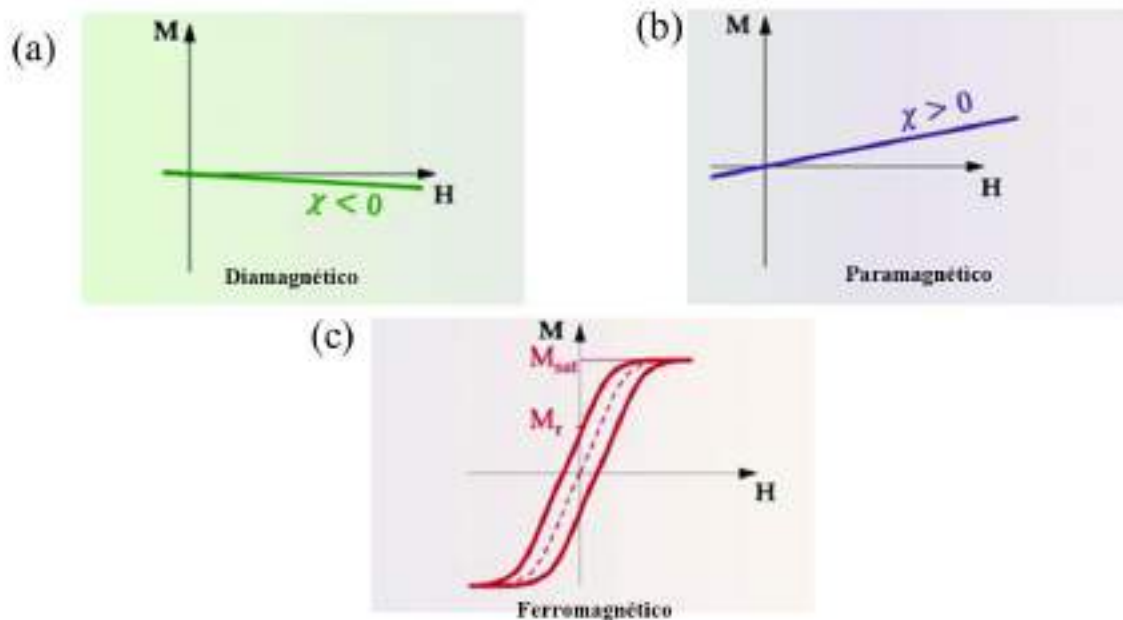 (a)
M
H
χ < 0
Diamagnético
(b)
M
χ > 0
H
Paramagnético
(c)
M
M_sat
M_r
H
Ferromagnético